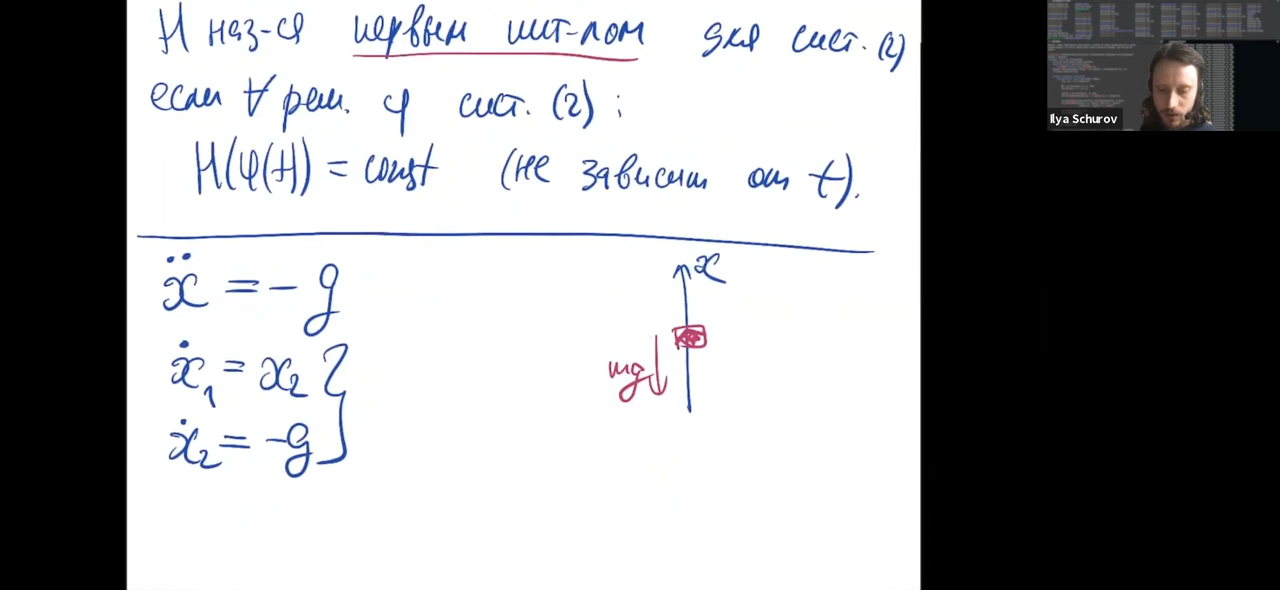 H наз-ся первым инт-лом для сист. (2)
если ∀ реш. φ сист. (2):
H(φ(t)) = const (не зависит от t).
ẍ = -g
x
ẋ₁ = x₂ }
mg
ẋ₂ = -g
Ilya Schurov